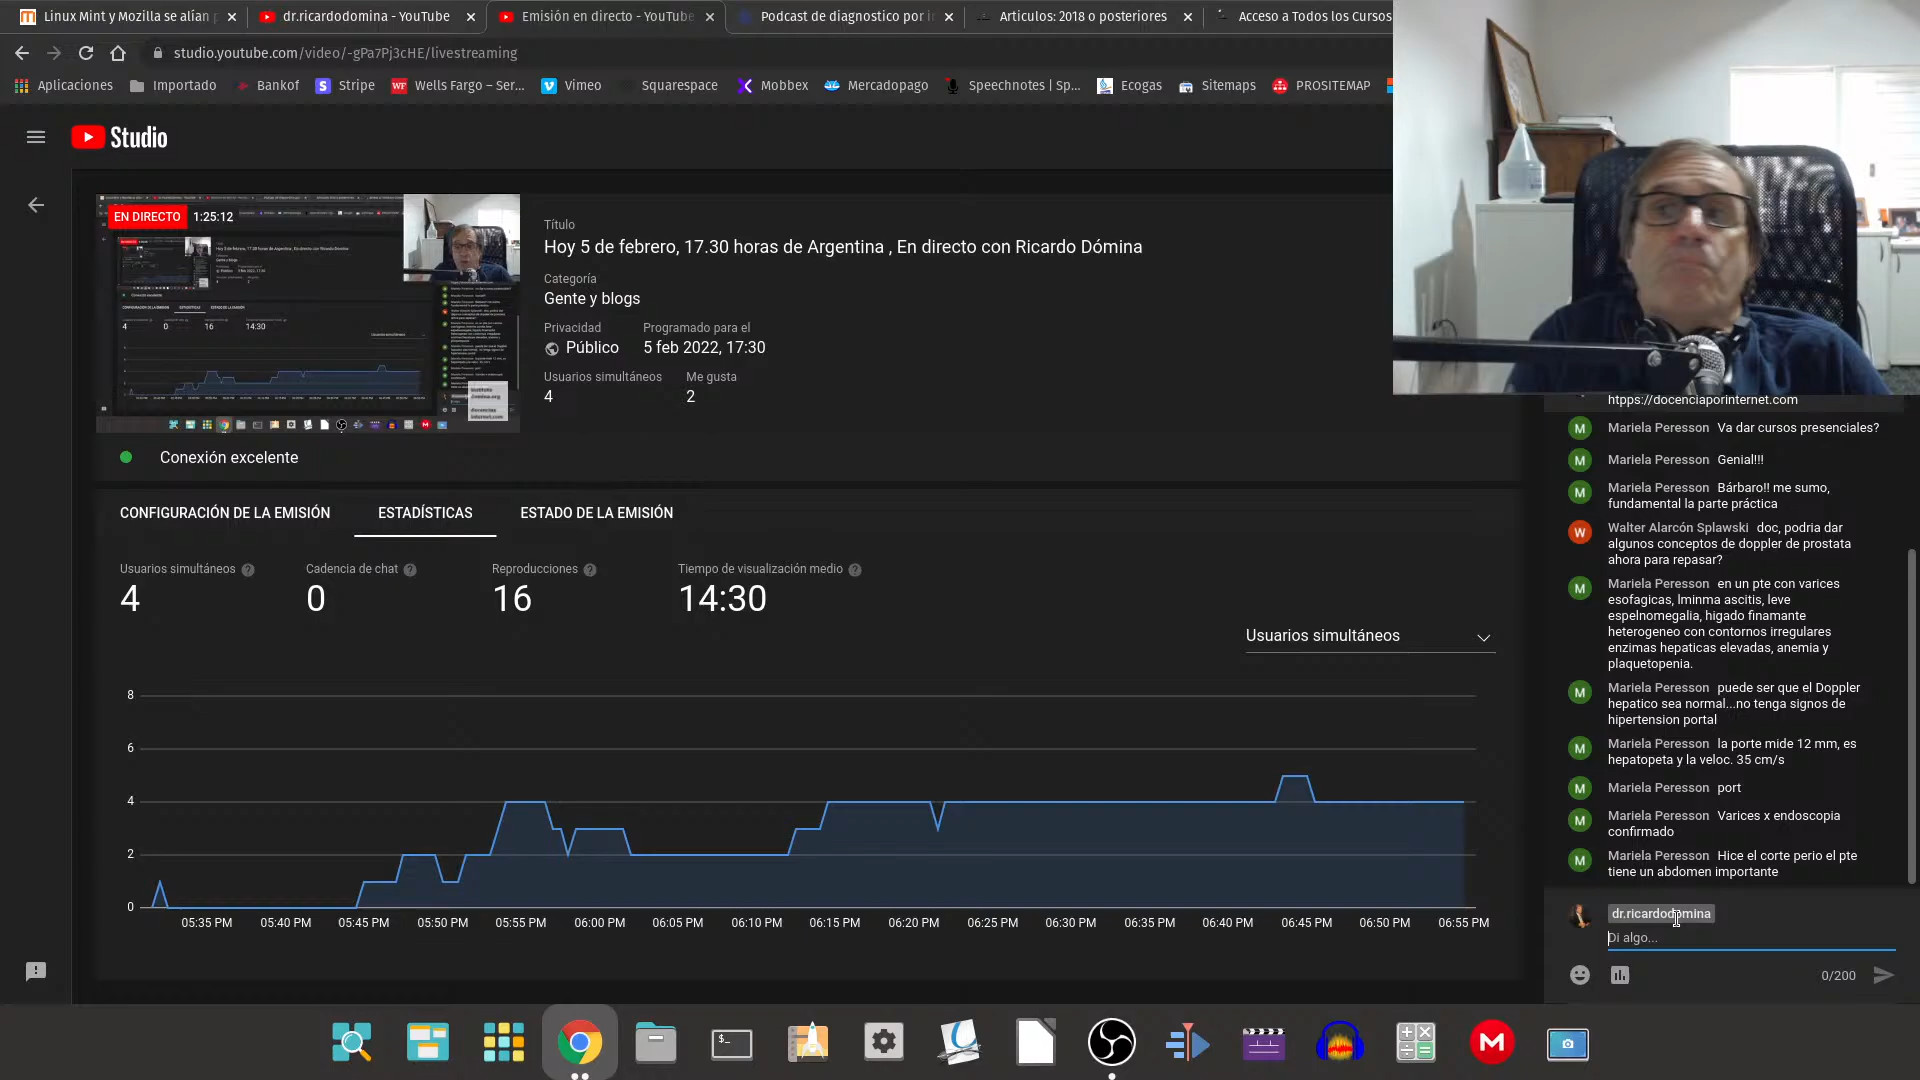 Linux Mint y Mozilla se alían
dr.ricardodomina - YouTube
Emisión en directo - YouTube
Podcast de diagnostico por i
Articulos: 2018 o posteriores
Acceso a Todos los Cursos
studio.youtube.com/video/-gPa7Pj3cHE/livestreaming
Aplicaciones
Importado
Bankof
Stripe
Wells Fargo – Ser...
Vimeo
Squarespace
Mobbex
Mercadopago
Speechnotes | Sp...
Ecogas
Sitemaps
PROSITEMAP
Studio
EN DIRECTO 1:25:12
Título
Hoy 5 de febrero, 17.30 horas de Argentina , En directo con Ricardo Dómina
Categoría
Gente y blogs
Privacidad
Programado para el
Público
5 feb 2022, 17:30
Usuarios simultáneos
Me gusta
4
2
Conexión excelente
CONFIGURACIÓN DE LA EMISIÓN
ESTADÍSTICAS
ESTADO DE LA EMISIÓN
Usuarios simultáneos
Cadencia de chat
Reproducciones
Tiempo de visualización medio
4
0
16
14:30
Usuarios simultáneos
8
6
4
2
0
05:35 PM
05:40 PM
05:45 PM
05:50 PM
05:55 PM
06:00 PM
06:05 PM
06:10 PM
06:15 PM
06:20 PM
06:25 PM
06:30 PM
06:35 PM
06:40 PM
06:45 PM
06:50 PM
06:55 PM
htpps://docenciaporinternet.com
Mariela Peresson Va dar cursos presenciales?
Mariela Peresson Genial!!!
Mariela Peresson Bárbaro!! me sumo,
fundamental la parte práctica
Walter Alarcón Splawski doc, podria dar
algunos conceptos de doppler de prostata
ahora para repasar?
Mariela Peresson en un pte con varices
esofagicas, lminma ascitis, leve
espelnomegalia, higado finamante
heterogeneo con contornos irregulares
enzimas hepaticas elevadas, anemia y
plaquetopenia.
Mariela Peresson puede ser que el Doppler
hepatico sea normal...no tenga signos de
hipertension portal
Mariela Peresson la porte mide 12 mm, es
hepatopeta y la veloc. 35 cm/s
Mariela Peresson port
Mariela Peresson Varices x endoscopia
confirmado
Mariela Peresson Hice el corte perio el pte
tiene un abdomen importante
dr.ricardodomina
Di algo...
0/200